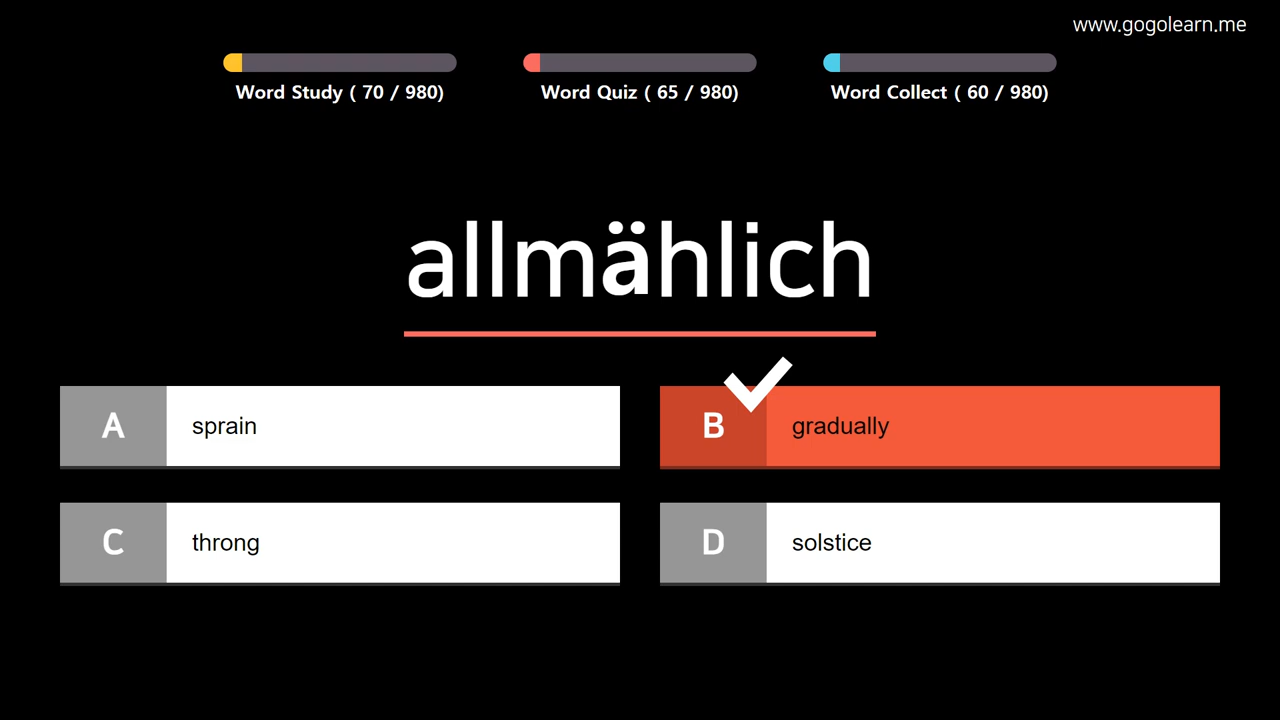 www.gogolearn.me
Word Study ( 70 / 980)
Word Quiz ( 65 / 980)
Word Collect ( 60 / 980)
allmählich
A
sprain
B
gradually
C
throng
D
solstice